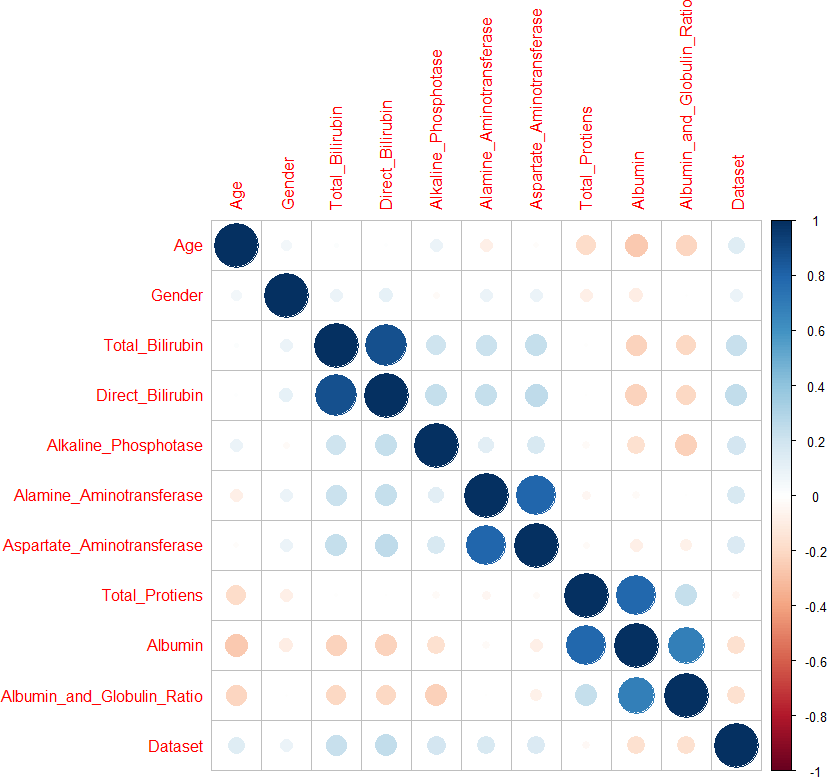 Age
Gender
Total_Bilirubin
Direct_Bilirubin
Alkaline_Phosphotase
Alamine_Aminotransferase
Aspartate_Aminotransferase
Total_Protiens
Albumin
Albumin_and_Globulin_Ratio
Dataset
Age
Gender
Total_Bilirubin
Direct_Bilirubin
Alkaline_Phosphotase
Alamine_Aminotransferase
Aspartate_Aminotransferase
Total_Protiens
Albumin
Albumin_and_Globulin_Ratio
Dataset
1
0.8
0.6
0.4
0.2
0
-0.2
-0.4
-0.6
-0.8
-1